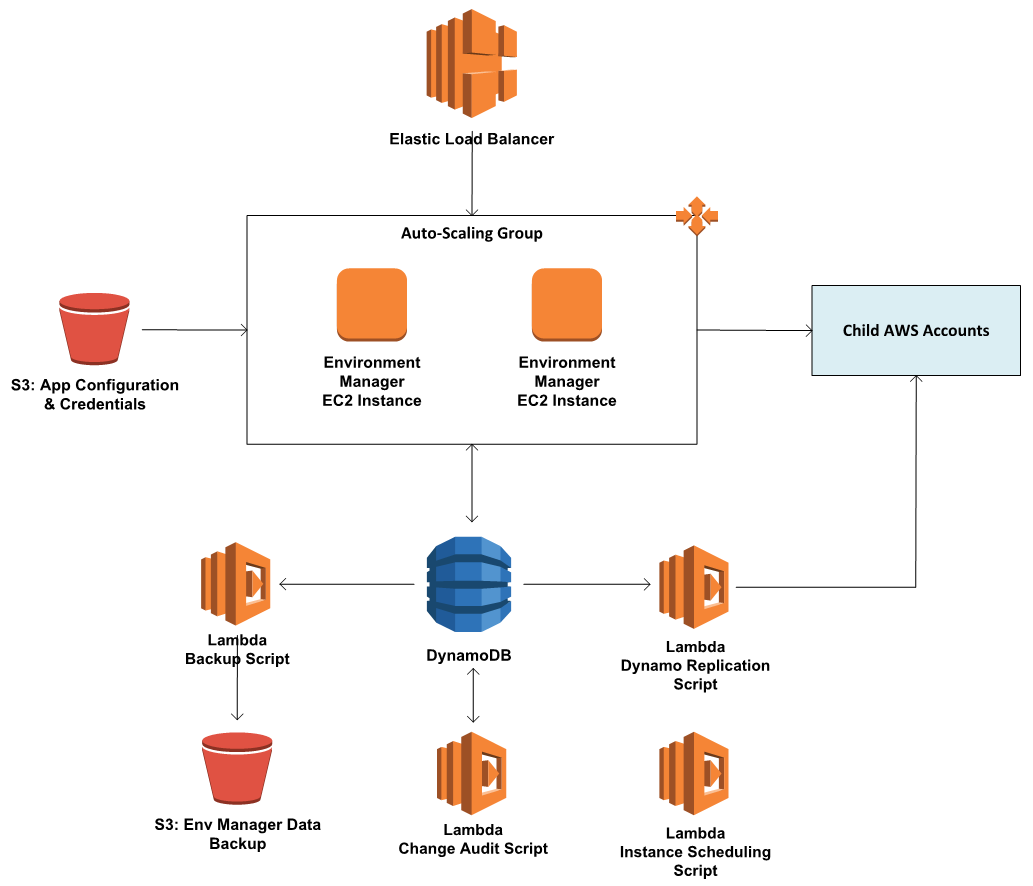 Elastic Load Balancer
Auto-Scaling Group
Environment
Manager
EC2 Instance
Environment
Manager
EC2 Instance
Child AWS Accounts
S3: App Configuration
& Credentials
Lambda
Backup Script
DynamoDB
Lambda
Dynamo Replication
Script
S3: Env Manager Data
Backup
Lambda
Change Audit Script
Lambda
Instance Scheduling
Script